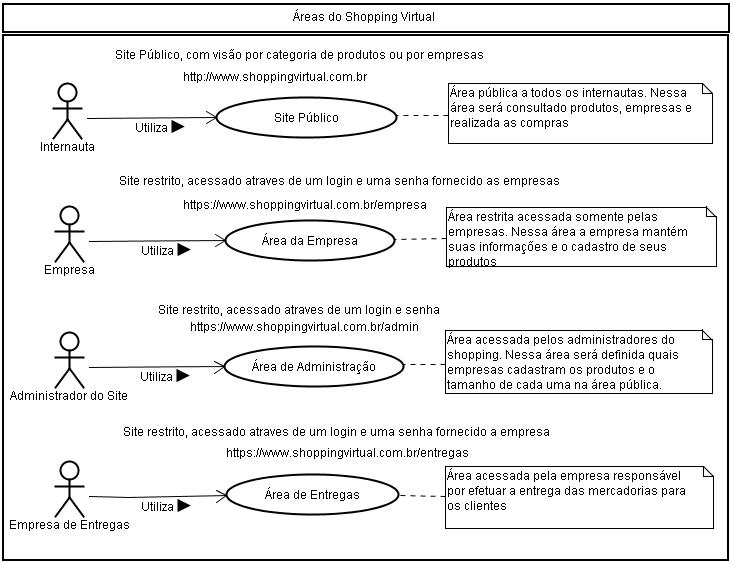 Áreas do Shopping Virtual
Site Público, com visão por categoria de produtos ou por empresas
http://www.shoppingvirtual.com.br
Internauta
Utiliza
Site Público
Área pública a todos os internautas. Nessa
área será consultado produtos, empresas e
realizada as compras
Site restrito, acessado atraves de um login e uma senha fornecido as empresas
https://www.shoppingvirtual.com.br/empresa
Empresa
Utiliza
Área da Empresa
Área restrita acessada somente pelas
empresas. Nessa área a empresa mantém
suas informações e o cadastro de seus
produtos
Site restrito, acessado atraves de um login e senha
https://www.shoppingvirtual.com.br/admin
Administrador do Site
Utiliza
Área de Administração
Área acessada pelos administradores do
shopping. Nessa área será definida quais
empresas cadastram os produtos e o
tamanho de cada uma na área pública.
Site restrito, acessado atraves de um login e uma senha fornecido a empresa
https://www.shoppingvirtual.com.br/entregas
Empresa de Entregas
Utiliza
Área de Entregas
Área acessada pela empresa responsável
por efetuar a entrega das mercadorias para
os clientes